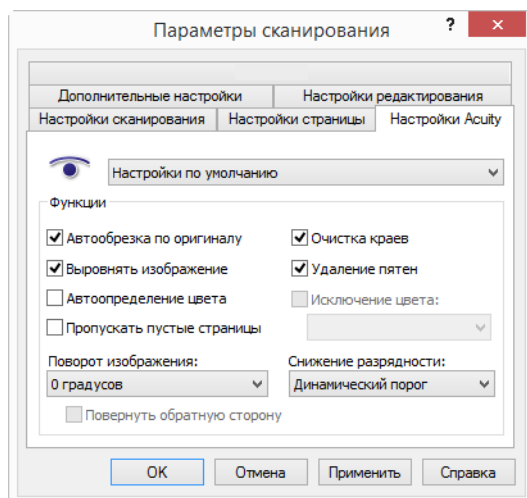 Параметры сканирования ?
Дополнительные настройки Настройки редактирования
Настройки сканирования Настройки страницы Настройки Acuity
Настройки по умолчанию
Функции
Автообрезка по оригиналу Очистка краев
Выровнять изображение Удаление пятен
Автоопределение цвета Исключение цвета:
Пропускать пустые страницы
Поворот изображения: Снижение разрядности:
0 градусов Динамический порог
Повернуть обратную сторону
OK Отмена Применить Справка